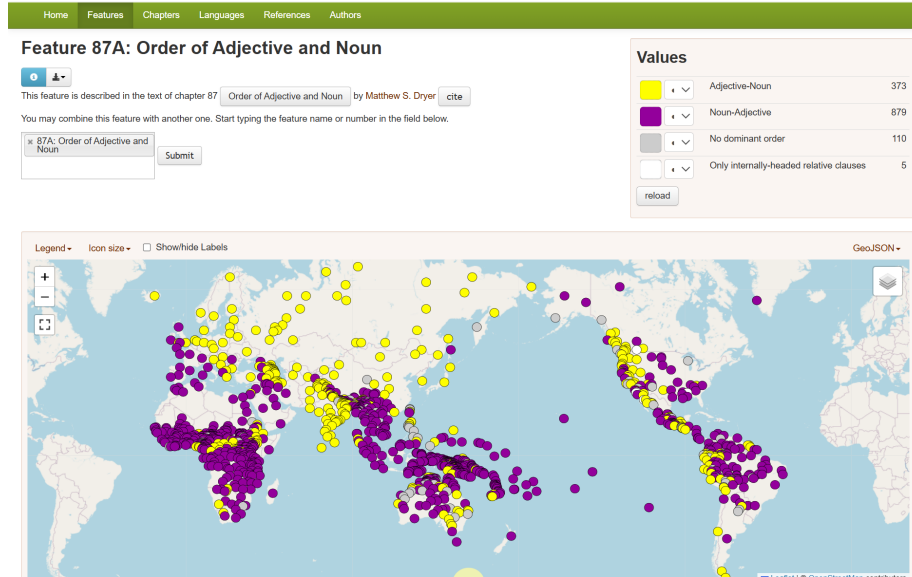 Home Features Chapters Languages References Authors
Feature 87A: Order of Adjective and Noun
This feature is described in the text of chapter 87 Order of Adjective and Noun by Matthew S. Dryer cite
You may combine this feature with another one. Start typing the feature name or number in the field below.
× 87A: Order of Adjective and
Noun
Submit
Values
Adjective-Noun 373
Noun-Adjective 879
No dominant order 110
Only internally-headed relative clauses 5
reload
Legend Icon size Show/hide Labels GeoJSON
+
−
Leaflet | © OpenStreetMap contributors